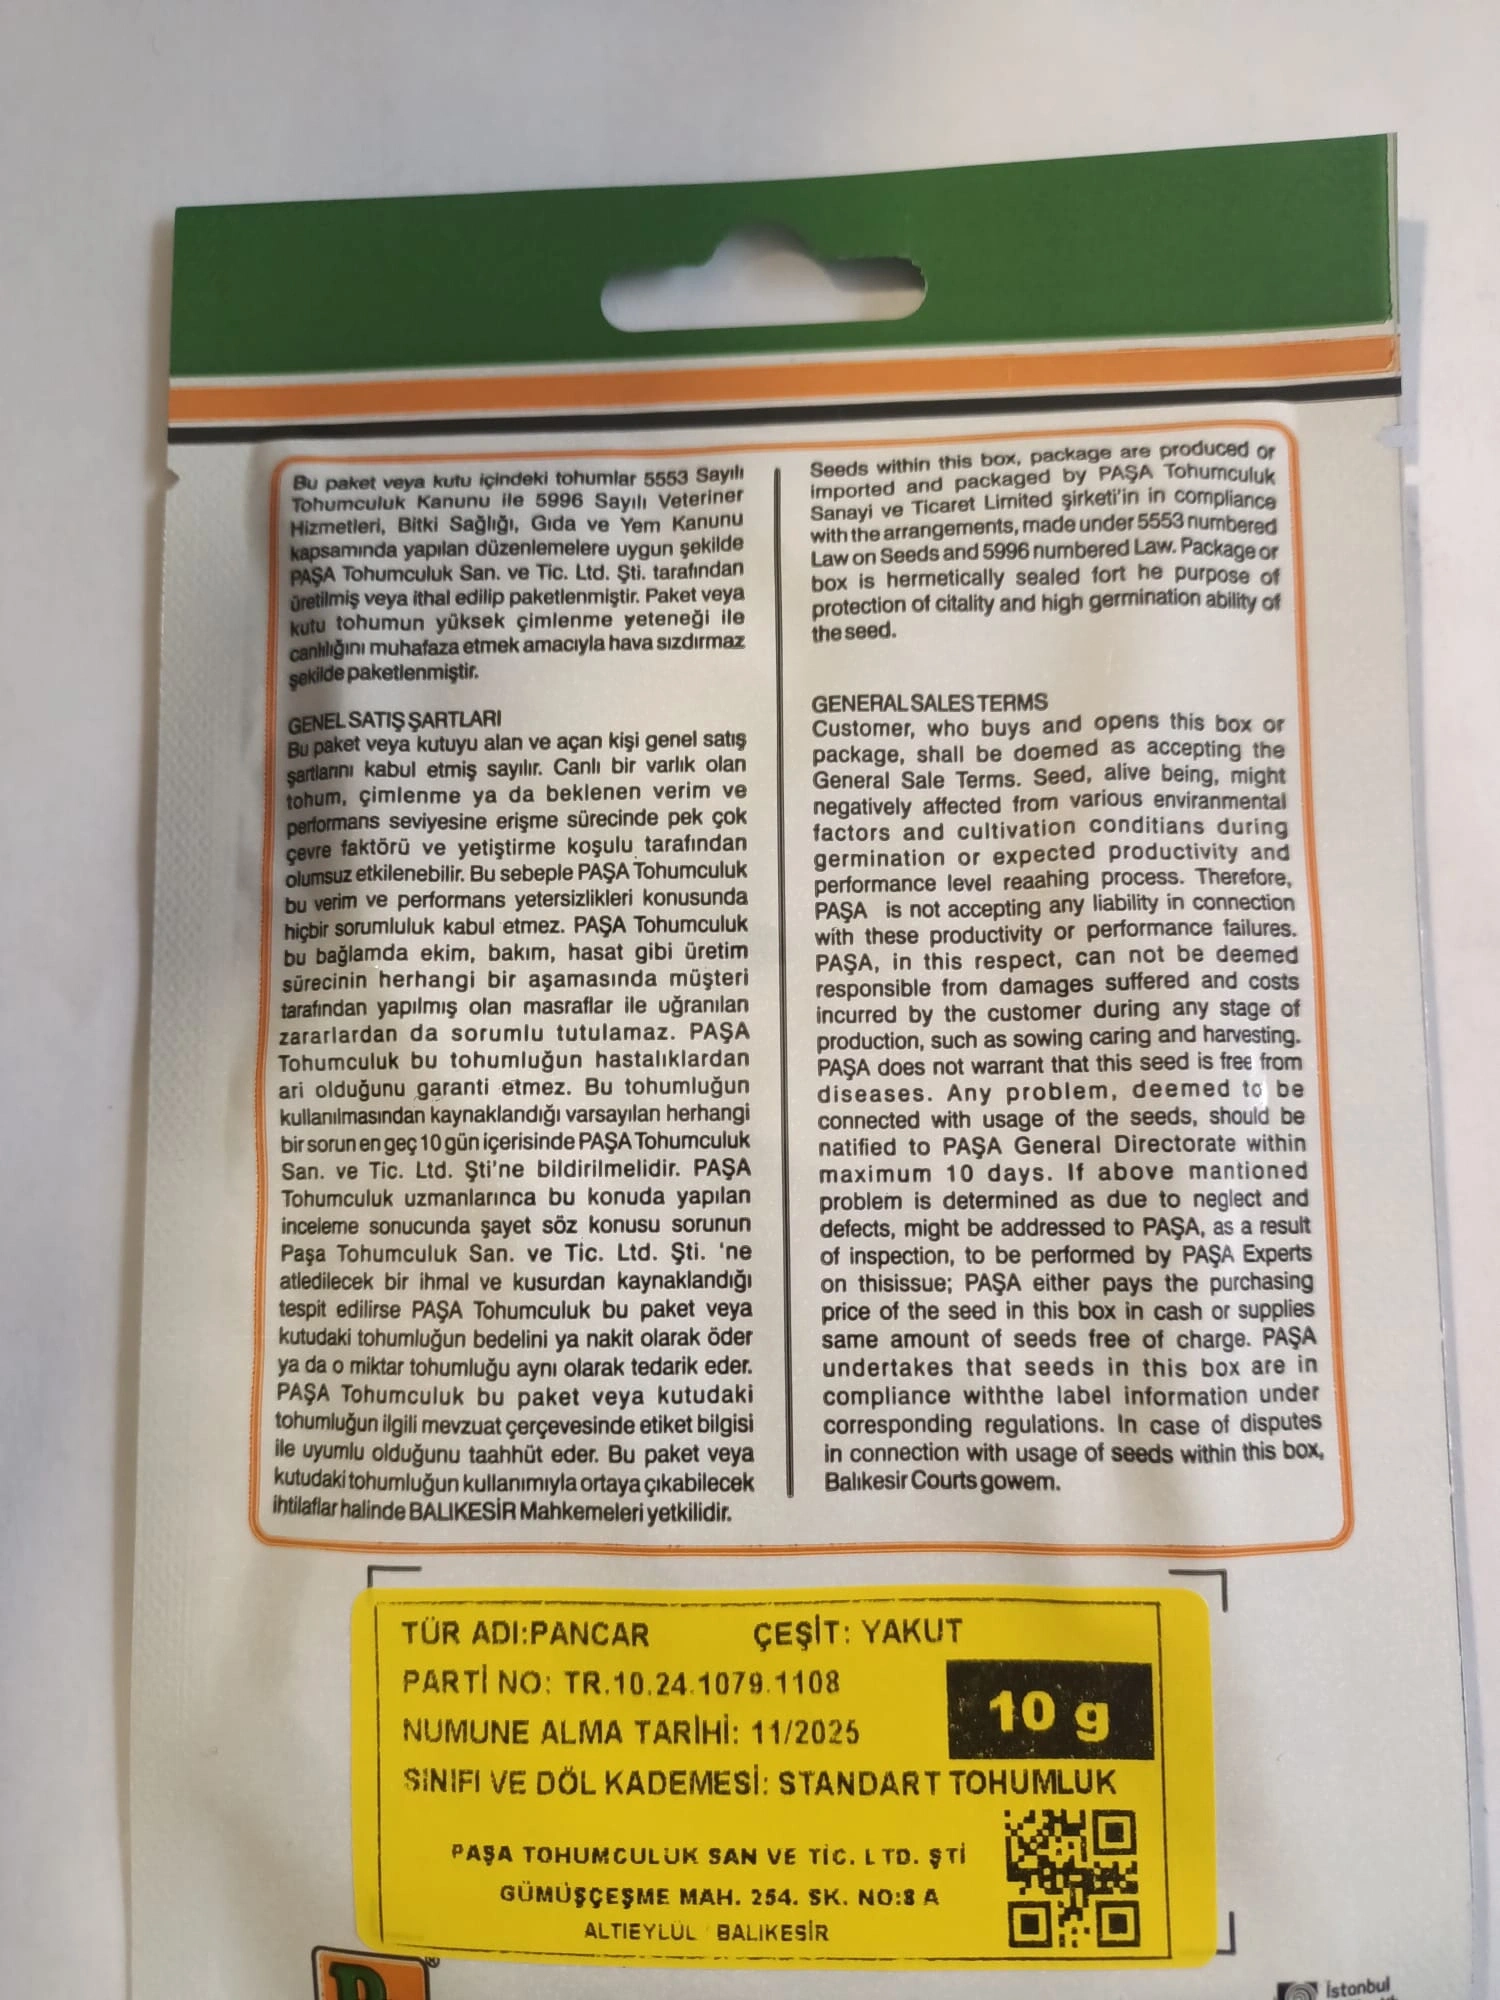 Bu paket veya kutu içindeki tohumlar 5553 Sayılı
Tohumculuk Kanunu ile 5996 Sayılı Veteriner
Hizmetleri, Bitki Sağlığı, Gıda ve Yem Kanunu
kapsamında yapılan düzenlemelere uygun şekilde
PAŞA Tohumculuk San. ve Tic. Ltd. Şti. tarafından
üretilmiş veya ithal edilip paketlenmiştir. Paket veya
kutu tohumun yüksek çimlenme yeteneği ile
canlılığını muhafaza etmek amacıyla hava sızdırmaz
şekilde paketlenmiştir.
GENEL SATIŞ ŞARTLARI
Bu paket veya kutuyu alan ve açan kişi genel satış
şartlarını kabul etmiş sayılır. Canlı bir varlık olan
tohum, çimlenme ya da beklenen verim ve
performans seviyesine erişme sürecinde pek çok
çevre faktörü ve yetiştirme koşulu tarafından
olumsuz etkilenebilir. Bu sebeple PAŞA Tohumculuk
bu verim ve performans yetersizlikleri konusunda
hiçbir sorumluluk kabul etmez. PAŞA Tohumculuk
bu bağlamda ekim, bakım, hasat gibi üretim
sürecinin herhangi bir aşamasında müşteri
tarafından yapılmış olan masraflar ile uğranılan
zararlardan da sorumlu tutulamaz. PAŞA
Tohumculuk bu tohumluğun hastalıklardan
ari olduğunu garanti etmez. Bu tohumluğun
kullanılmasından kaynaklandığı varsayılan herhangi
bir sorun en geç 10 gün içerisinde PAŞA Tohumculuk
San. ve Tic. Ltd. Şti'ne bildirilmelidir. PAŞA
Tohumculuk uzmanlarınca bu konuda yapılan
inceleme sonucunda şayet söz konusu sorunun
Paşa Tohumculuk San. ve Tic. Ltd. Şti. 'ne
atledilecek bir ihmal ve kusurdan kaynaklandığı
tespit edilirse PAŞA Tohumculuk bu paket veya
kutudaki tohumluğun bedelini ya nakit olarak öder
ya da o miktar tohumluğu aynı olarak tedarik eder.
PAŞA Tohumculuk bu paket veya kutudaki
tohumluğun ilgili mevzuat çerçevesinde etiket bilgisi
ile uyumlu olduğunu taahhüt eder. Bu paket veya
kutudaki tohumluğun kullanımıyla ortaya çıkabilecek
ihtilaflar halinde BALIKESİR Mahkemeleri yetkilidir.
Seeds within this box, package are produced or
imported and packaged by PAŞA Tohumculuk
Sanayi ve Ticaret Limited şirketi'in in compliance
with the arrangements, made under 5553 numbered
Law on Seeds and 5996 numbered Law. Package or
box is hermetically sealed fort he purpose of
protection of citality and high germination ability of
the seed.
GENERAL SALES TERMS
Customer, who buys and opens this box or
package, shall be doemed as accepting the
General Sale Terms. Seed, alive being, might
negatively affected from various enviranmental
factors and cultivation conditians during
germination or expected productivity and
performance level reaahing process. Therefore,
PAŞA is not accepting any liability in connection
with these productivity or performance failures.
PAŞA, in this respect, can not be deemed
responsible from damages suffered and costs
incurred by the customer during any stage of
production, such as sowing caring and harvesting.
PAŞA does not warrant that this seed is free from
diseases. Any problem, deemed to be
connected with usage of the seeds, should be
natified to PAŞA General Directorate within
maximum 10 days. If above mantioned
problem is determined as due to neglect and
defects, might be addressed to PAŞA, as a result
of inspection, to be performed by PAŞA Experts
on thisissue; PAŞA either pays the purchasing
price of the seed in this box in cash or supplies
same amount of seeds free of charge. PAŞA
undertakes that seeds in this box are in
compliance withthe label information under
corresponding regulations. In case of disputes
in connection with usage of seeds within this box,
Balıkesir Courts gowem.
TÜR ADI:PANCAR ÇEŞİT: YAKUT
PARTİ NO: TR.10.24.1079.1108
10 g
NUMUNE ALMA TARİHİ: 11/2025
SINIFI VE DÖL KADEMESİ: STANDART TOHUMLUK
PAŞA TOHUMCULUK SAN VE TİC. LTD. ŞTİ
GÜMÜŞÇEŞME MAH. 254. SK. NO:8 A
ALTIEYLÜL BALIKESİR
İstanbul